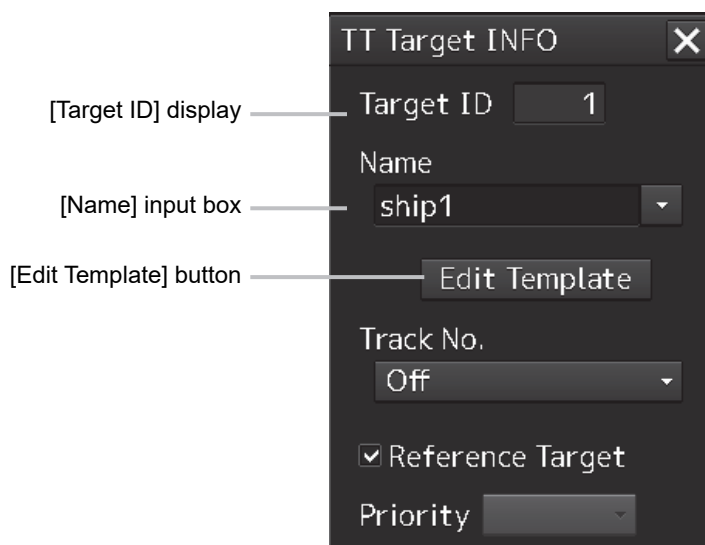 TT Target INFO
[Target ID] display
Target ID 1
Name
[Name] input box
ship1
[Edit Template] button
Edit Template
Track No.
Off
Reference Target
Priority